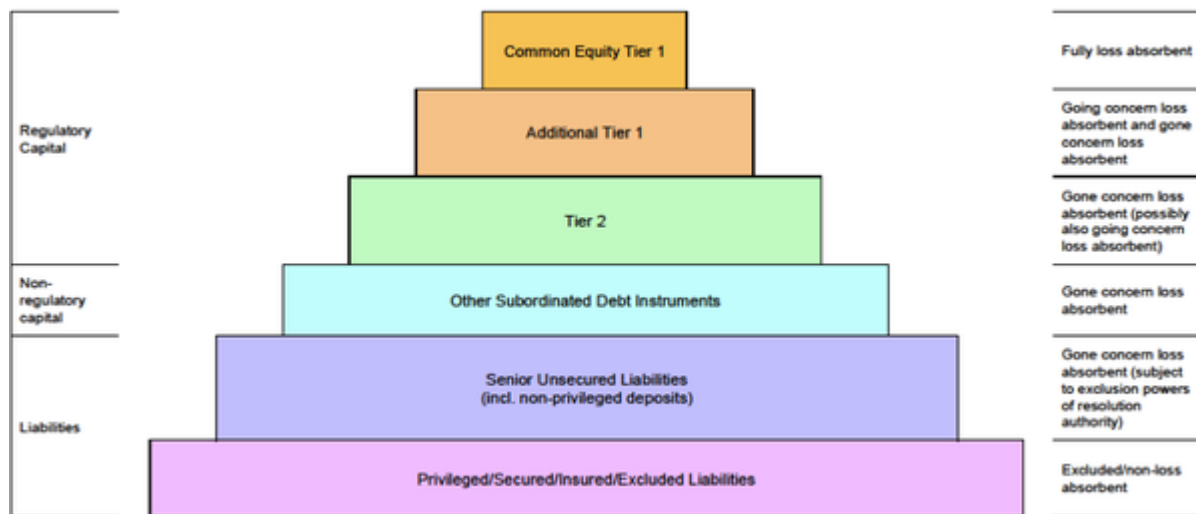 Regulatory
Capital
Non-
regulatory
capital
Liabilities
Common Equity Tier 1
Additional Tier 1
Tier 2
Other Subordinated Debt Instruments
Senior Unsecured Liabilities
(incl. non-privileged deposits)
Privileged/Secured/Insured/Excluded Liabilities
Fully loss absorbent
Going concern loss
absorbent and gone
concern loss
absorbent
Gone concern loss
absorbent (possibly
also going concern
loss absorbent)
Gone concern loss
absorbent
Gone concern loss
absorbent (subject
to exclusion powers
of resolution
authority)
Excluded/non-loss
absorbent